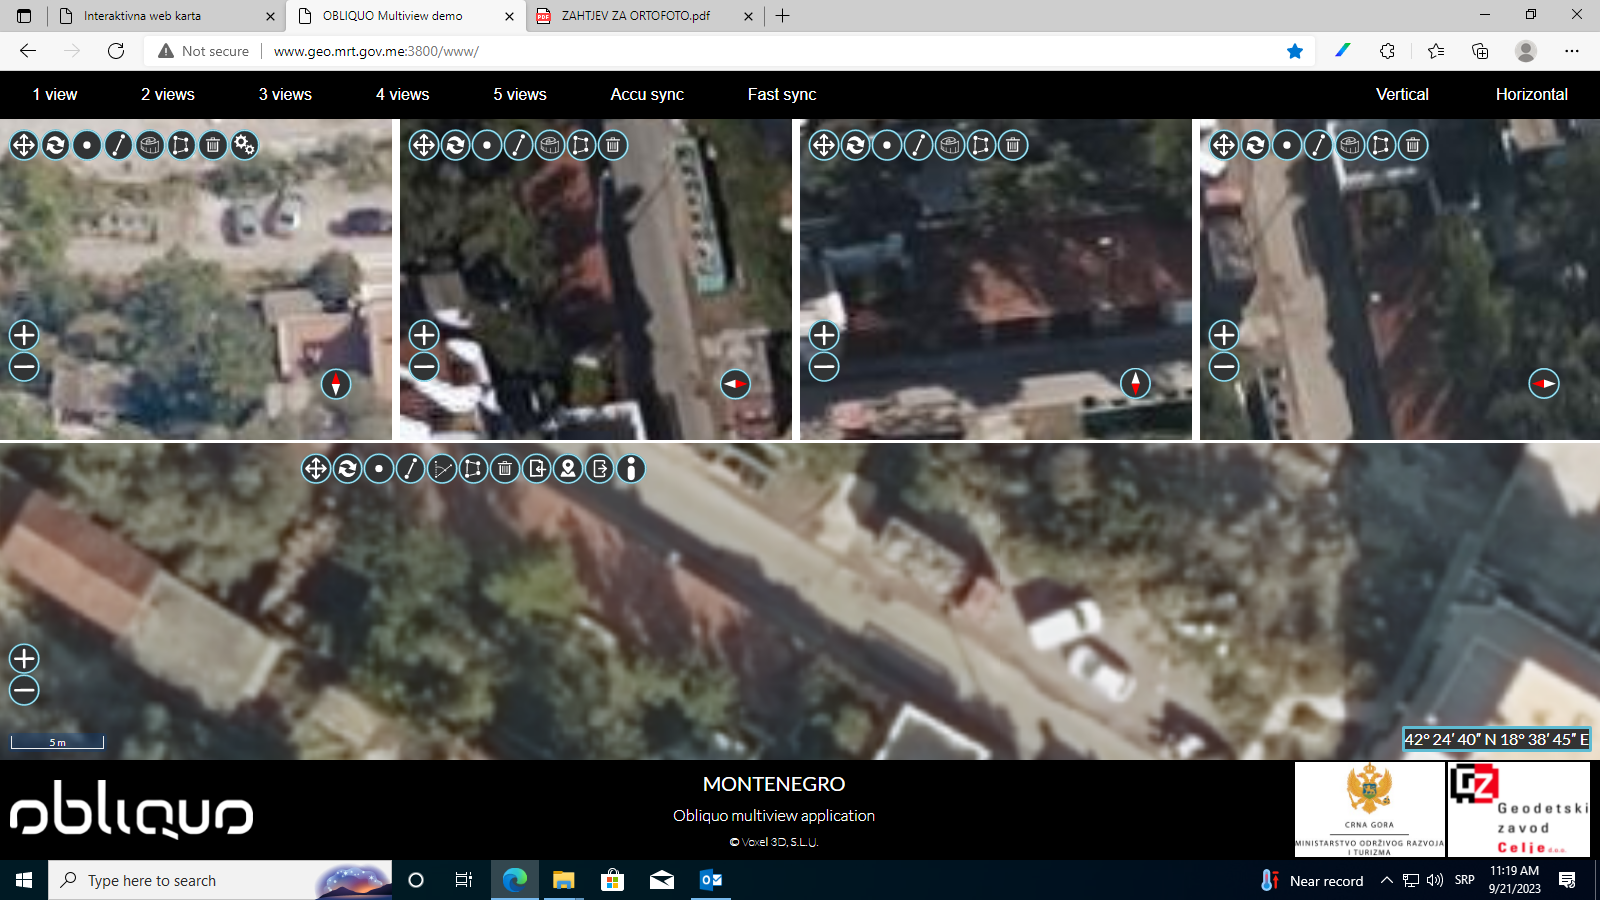 Interaktivna web karta
OBLIQUO Multiview demo
PDF
ZAHTJEV ZA ORTOFOTO.pdf
Not secure
www.geo.mrt.gov.me:3800/www/
1 view
2 views
3 views
4 views
5 views
Accu sync
Fast sync
Vertical
Horizontal
5 m
42° 24′ 40″ N 18° 38′ 45″ E
obliquo
MONTENEGRO
Obliquo multiview application
© Voxel 3D, S.L.U.
CRNA GORA
MINISTARSTVO ODRŽIVOG RAZVOJA
I TURIZMA
GZ
Geodetski
zavod
Celje d.o.o.
Type here to search
Near record
SRP
11:19 AM
9/21/2023